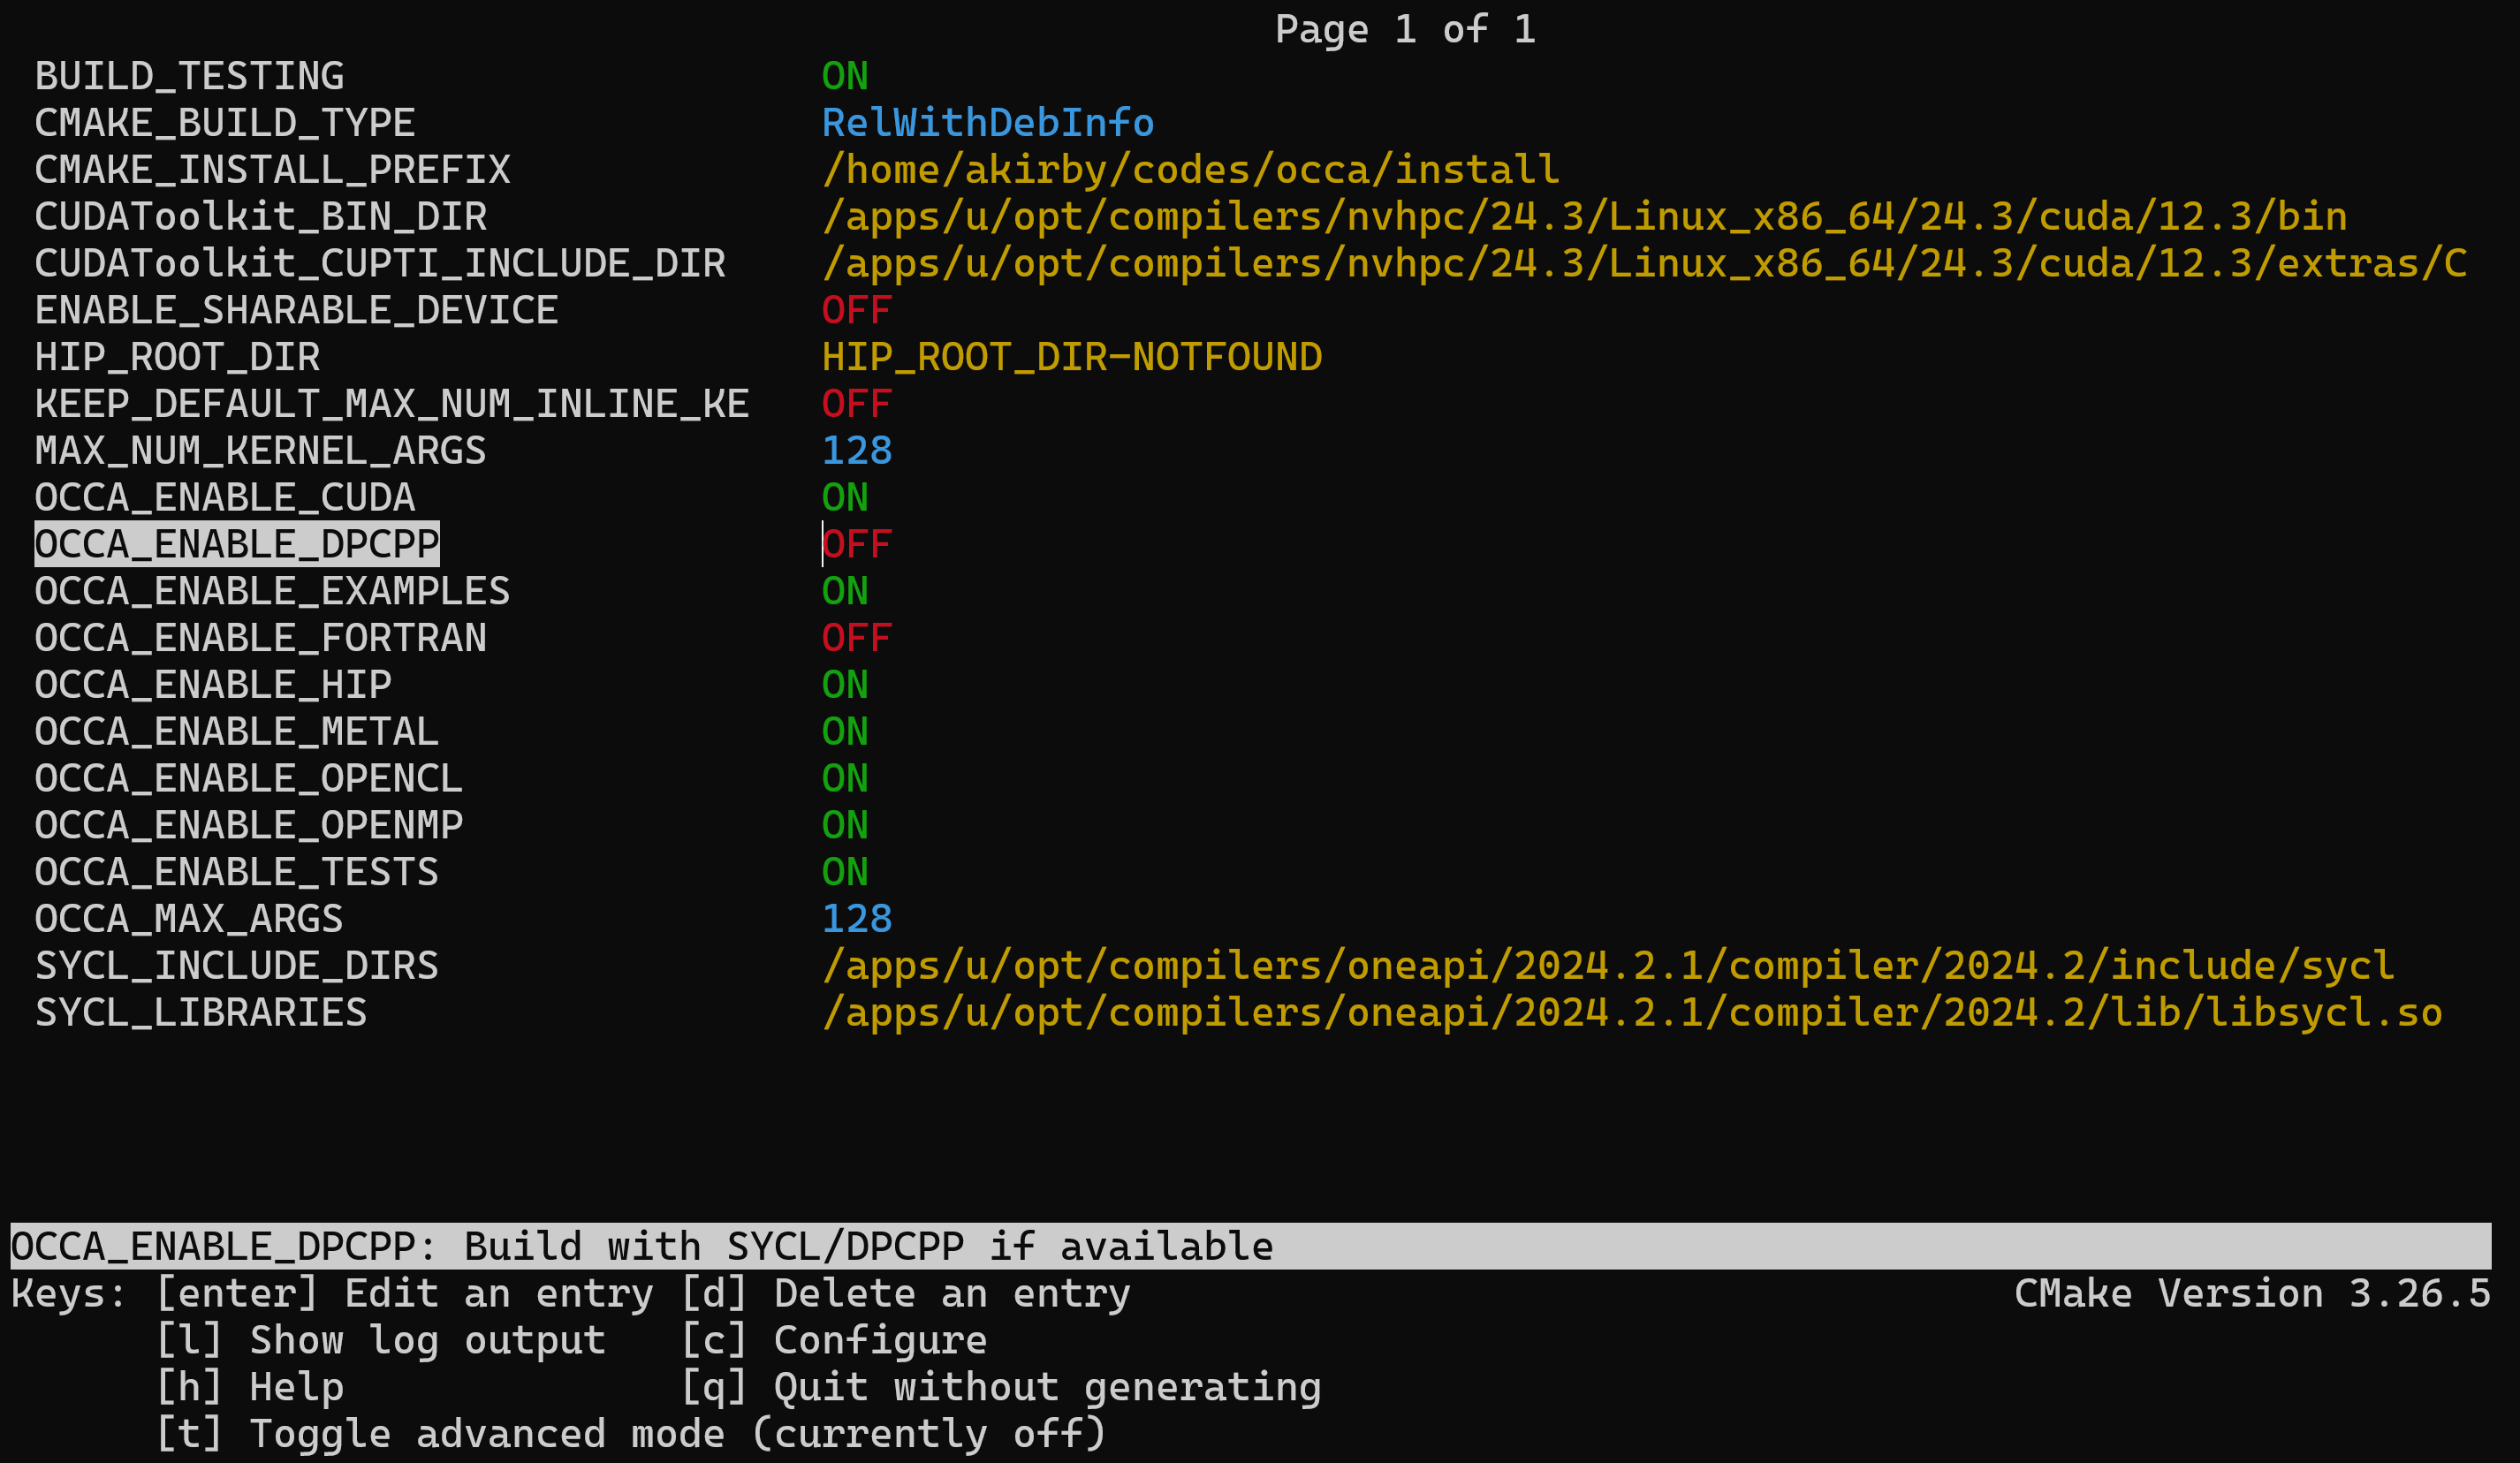 Page 1 of 1
BUILD_TESTING ON
CMAKE_BUILD_TYPE RelWithDebInfo
CMAKE_INSTALL_PREFIX /home/akirby/codes/occa/install
CUDAToolkit_BIN_DIR /apps/u/opt/compilers/nvhpc/24.3/Linux_x86_64/24.3/cuda/12.3/bin
CUDAToolkit_CUPTI_INCLUDE_DIR /apps/u/opt/compilers/nvhpc/24.3/Linux_x86_64/24.3/cuda/12.3/extras/C
ENABLE_SHARABLE_DEVICE OFF
HIP_ROOT_DIR HIP_ROOT_DIR-NOTFOUND
KEEP_DEFAULT_MAX_NUM_INLINE_KE OFF
MAX_NUM_KERNEL_ARGS 128
OCCA_ENABLE_CUDA ON
OCCA_ENABLE_DPCPP OFF
OCCA_ENABLE_EXAMPLES ON
OCCA_ENABLE_FORTRAN OFF
OCCA_ENABLE_HIP ON
OCCA_ENABLE_METAL ON
OCCA_ENABLE_OPENCL ON
OCCA_ENABLE_OPENMP ON
OCCA_ENABLE_TESTS ON
OCCA_MAX_ARGS 128
SYCL_INCLUDE_DIRS /apps/u/opt/compilers/oneapi/2024.2.1/compiler/2024.2/include/sycl
SYCL_LIBRARIES /apps/u/opt/compilers/oneapi/2024.2.1/compiler/2024.2/lib/libsycl.so
OCCA_ENABLE_DPCPP: Build with SYCL/DPCPP if available
Keys: [enter] Edit an entry [d] Delete an entry CMake Version 3.26.5
[l] Show log output [c] Configure
[h] Help [q] Quit without generating
[t] Toggle advanced mode (currently off)